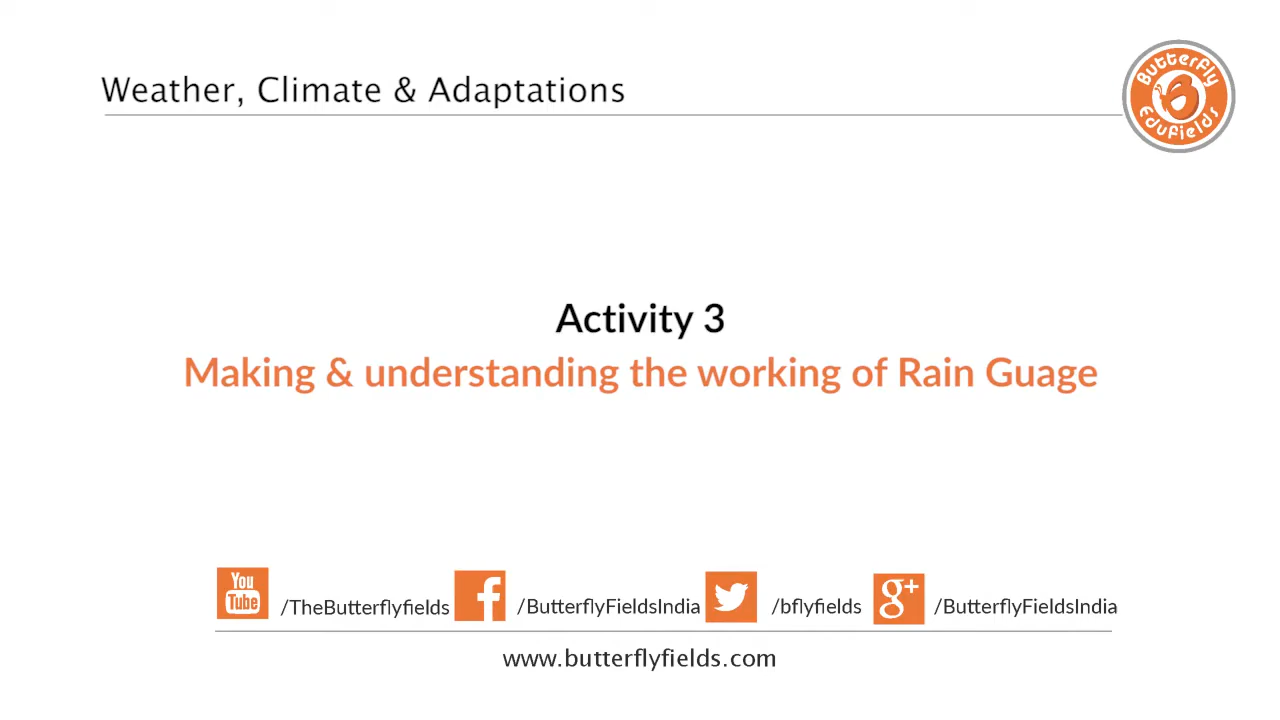 Weather, Climate & Adaptations
Butterfly
EduFields
Activity 3
Making & understanding the working of Rain Guage
You
Tube
/TheButterflyfields
f
/ButterflyFieldsIndia
/bflyfields
g+
/ButterflyFieldsIndia
www.butterflyfields.com